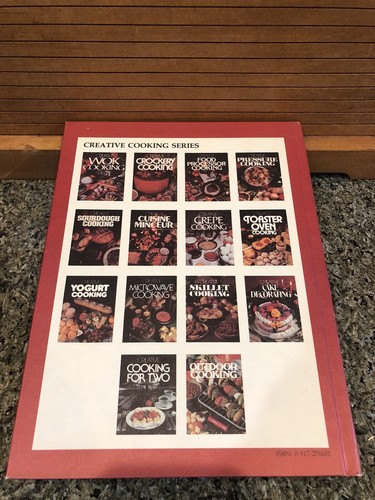 CREATIVE COOKING SERIES
WOK
COOKING
CROCKERY
COOKING
FOOD
PROCESSOR
COOKING
PRESSURE
COOKING
SOURDOUGH
COOKING
CUISINE
MINCEUR
CREPE
COOKING
TOASTER
OVEN
COOKING
YOGURT
COOKING
MICROWAVE
COOKING
SKILLET
COOKING
CAKE
DECORATING
CREATIVE
COOKING
FOR TWO
OUTDOOR
COOKING
ISBN: